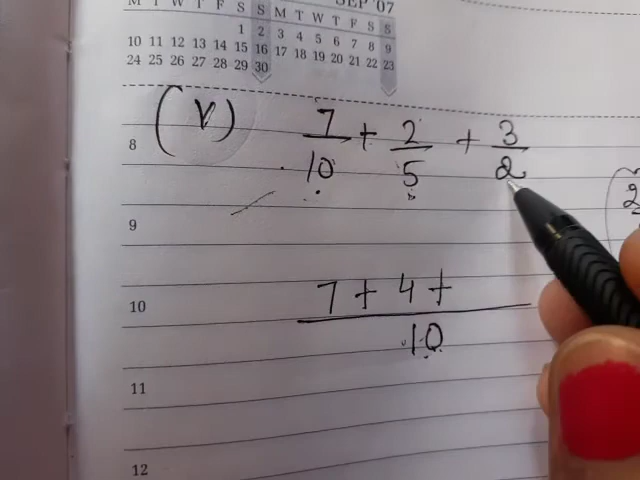 SEP '07
M T W T F S S M T W T F S S
1 2 3 4 5 6 7 8 9
10 11 12 13 14 15 16 17 18 19 20 21 22 23
24 25 26 27 28 29 30
(V) 7/10 + 2/5 + 3/2
8
9
7 + 4 +
10
10
11
12
2